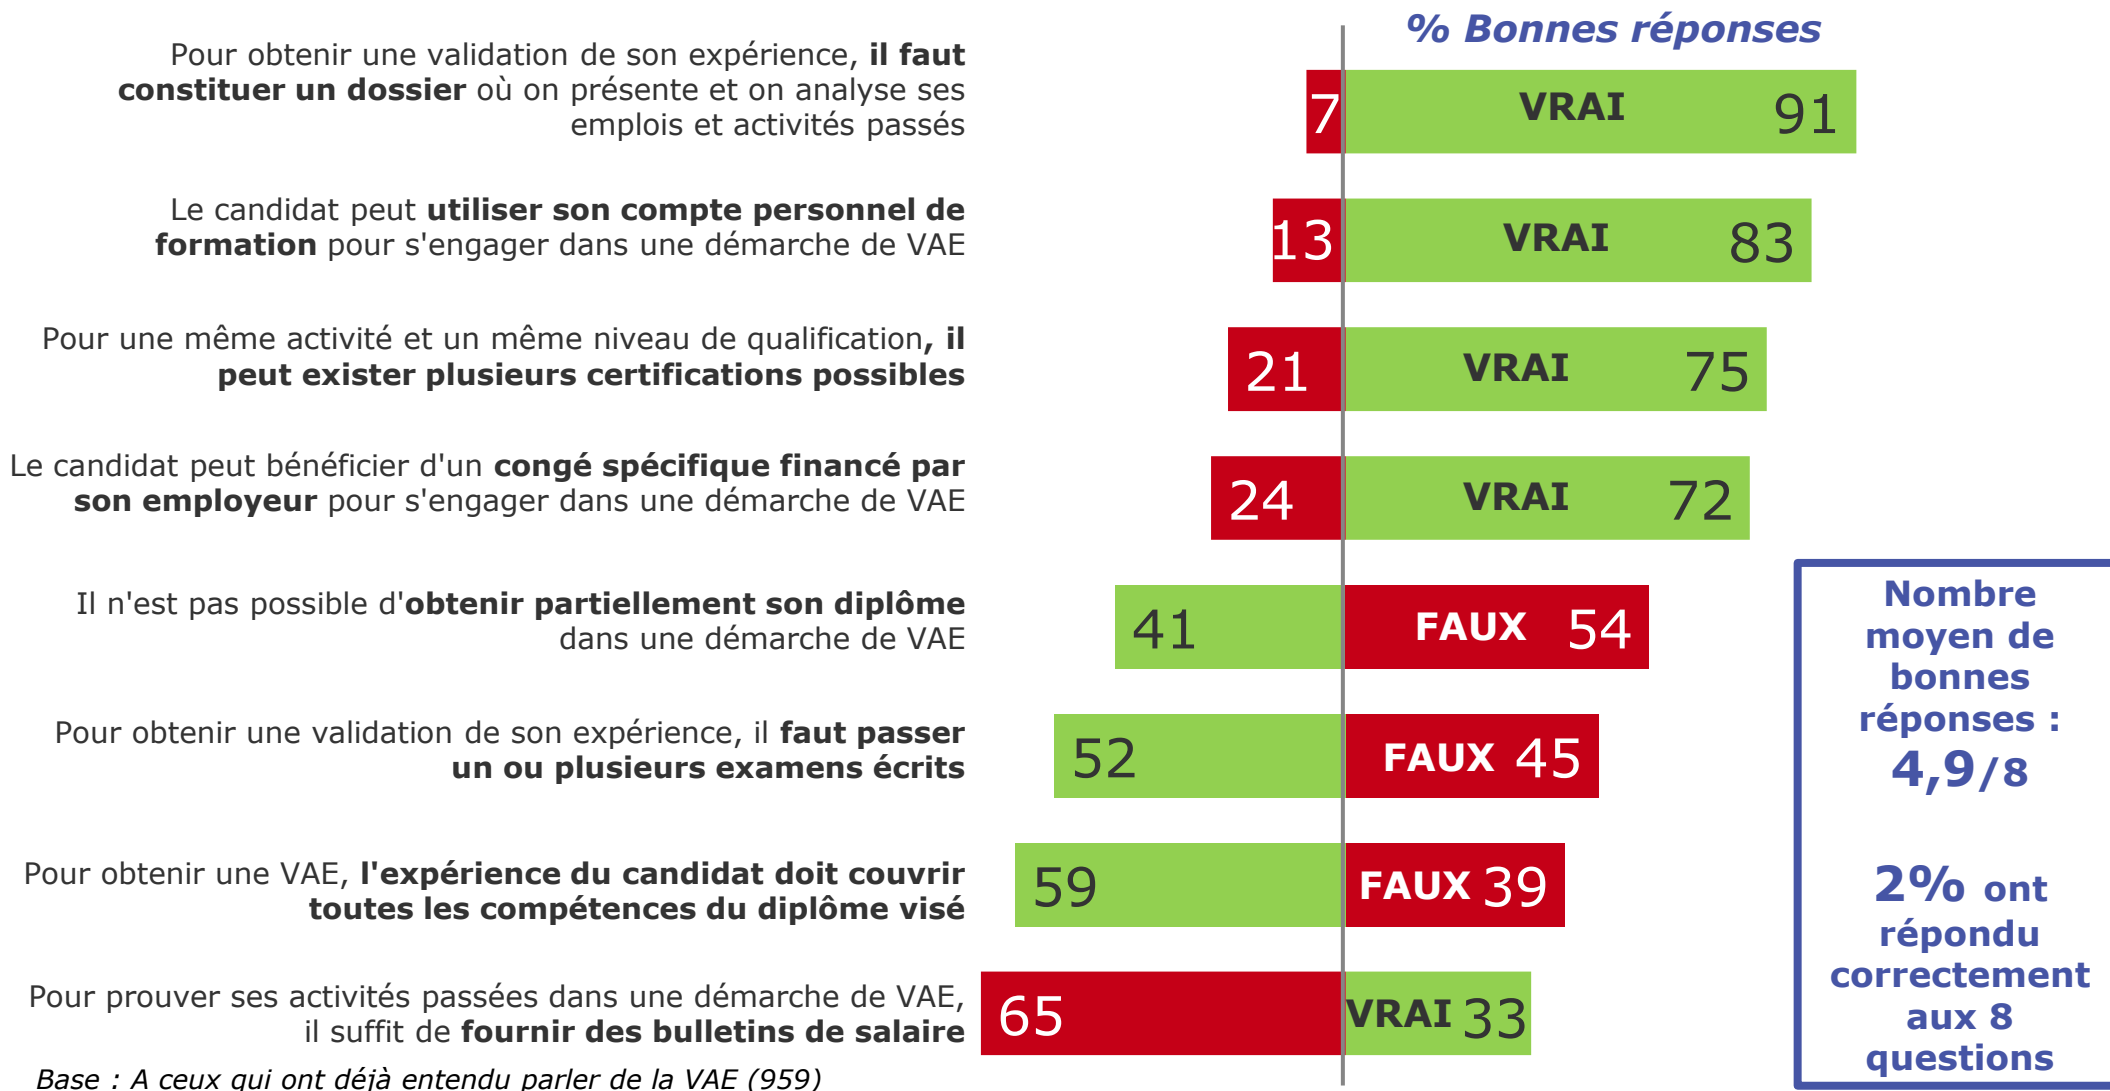 % Bonnes réponses
Pour obtenir une validation de son expérience, il faut
constituer un dossier où on présente et on analyse ses
emplois et activités passés
7 VRAI 91
Le candidat peut utiliser son compte personnel de
formation pour s'engager dans une démarche de VAE
13 VRAI 83
Pour une même activité et un même niveau de qualification, il
peut exister plusieurs certifications possibles
21 VRAI 75
Le candidat peut bénéficier d'un congé spécifique financé par
son employeur pour s'engager dans une démarche de VAE
24 VRAI 72
Il n'est pas possible d'obtenir partiellement son diplôme
dans une démarche de VAE
41 FAUX 54
Pour obtenir une validation de son expérience, il faut passer
un ou plusieurs examens écrits
52 FAUX 45
Pour obtenir une VAE, l'expérience du candidat doit couvrir
toutes les compétences du diplôme visé
59 FAUX 39
Pour prouver ses activités passées dans une démarche de VAE,
il suffit de fournir des bulletins de salaire
65 VRAI 33
Nombre
moyen de
bonnes
réponses :
4,9/8
2% ont
répondu
correctement
aux 8
questions
Base : A ceux qui ont déjà entendu parler de la VAE (959)